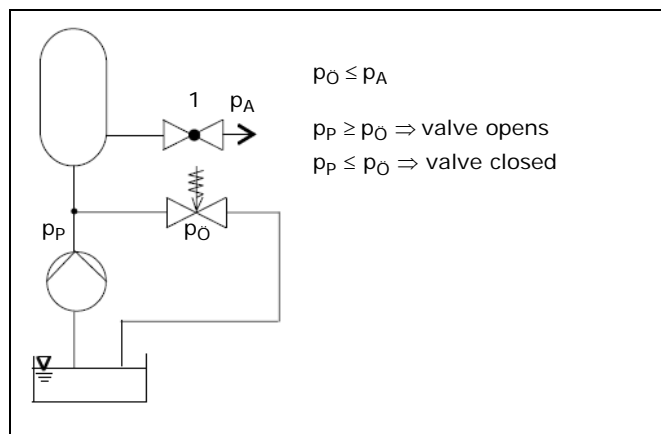 p_Ö ≤ p_A
1 p_A
p_P ≥ p_Ö ⇒ valve opens
p_P ≤ p_Ö ⇒ valve closed
p_P p_Ö